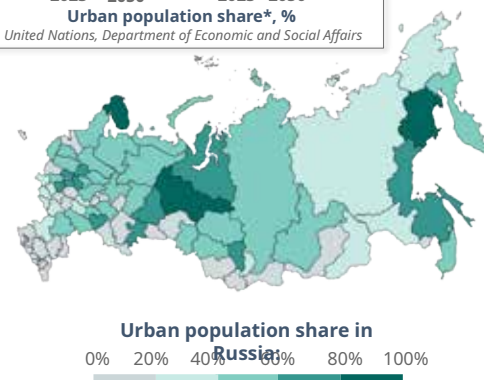 Urban population share*, %
United Nations, Department of Economic and Social Affairs
Urban population share in
Russia:
0% 20% 40% 60% 80% 100%